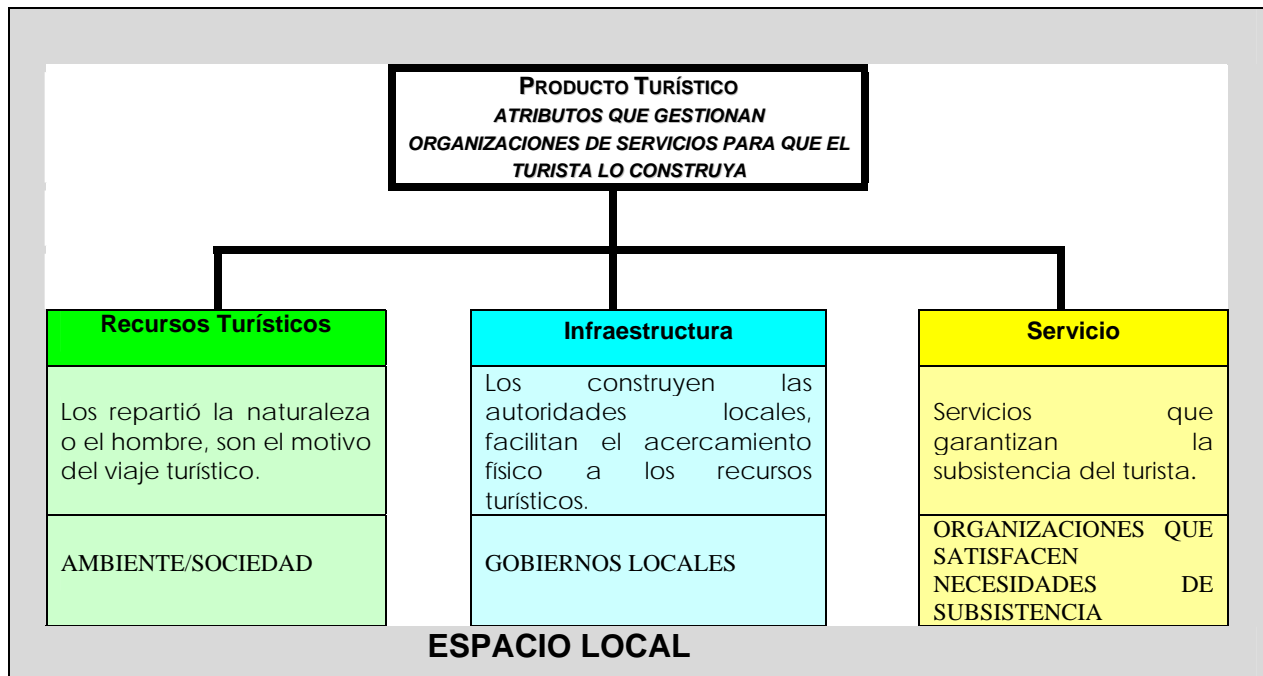 PRODUCTO TURÍSTICO
ATRIBUTOS QUE GESTIONAN
ORGANIZACIONES DE SERVICIOS PARA QUE EL
TURISTA LO CONSTRUYA
Recursos Turísticos
Los repartió la naturaleza
o el hombre, son el motivo
del viaje turístico.
AMBIENTE/SOCIEDAD
Infraestructura
Los construyen las
autoridades locales,
facilitan el acercamiento
físico a los recursos
turísticos.
GOBIERNOS LOCALES
Servicio
Servicios que
garantizan la
subsistencia del turista.
ORGANIZACIONES QUE
SATISFACEN
NECESIDADES DE
SUBSISTENCIA
ESPACIO LOCAL